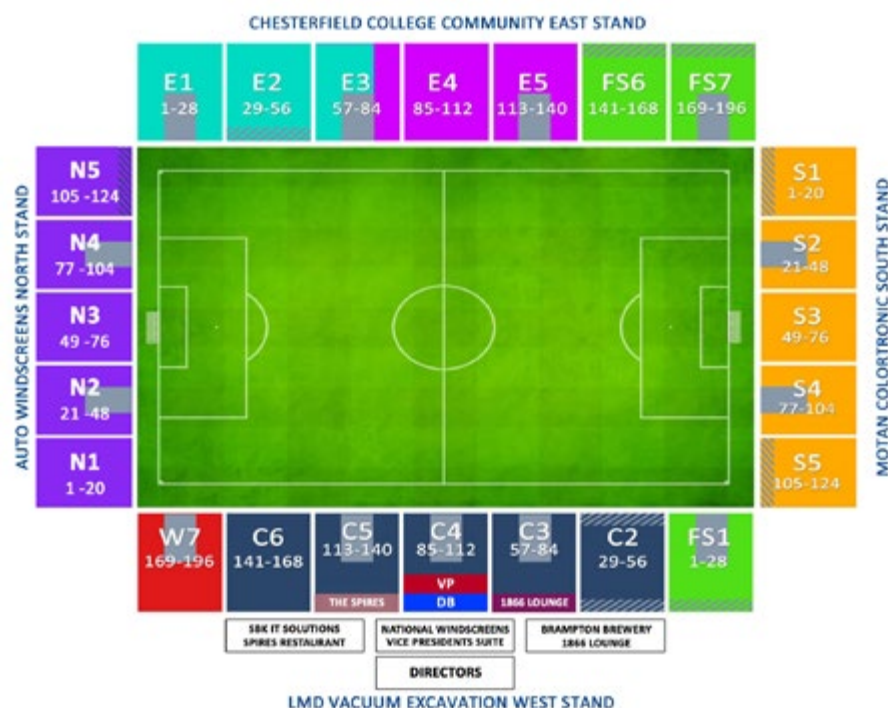 CHESTERFIELD COLLEGE COMMUNITY EAST STAND
E1
1-28
E2
29-56
E3
57-84
E4
85-112
E5
113-140
FS6
141-168
FS7
169-196
AUTO WINDSCREENS NORTH STAND
N5
105 -124
N4
77 -104
N3
49 -76
N2
21 -48
N1
1 -20
S1
1-20
S2
21-48
S3
49-76
S4
77-104
S5
105-124
MOTAN COLORTRONIC SOUTH STAND
W7
169-196
C6
141-168
C5
113-140
THE SPIRES
C4
85-112
VP
DB
C3
57-84
1866 LOUNGE
C2
29-56
FS1
1-28
SBK IT SOLUTIONS
SPIRES RESTAURANT
NATIONAL WINDSCREENS
VICE PRESIDENTS SUITE
BRAMPTON BREWERY
1866 LOUNGE
DIRECTORS
LMD VACUUM EXCAVATION WEST STAND